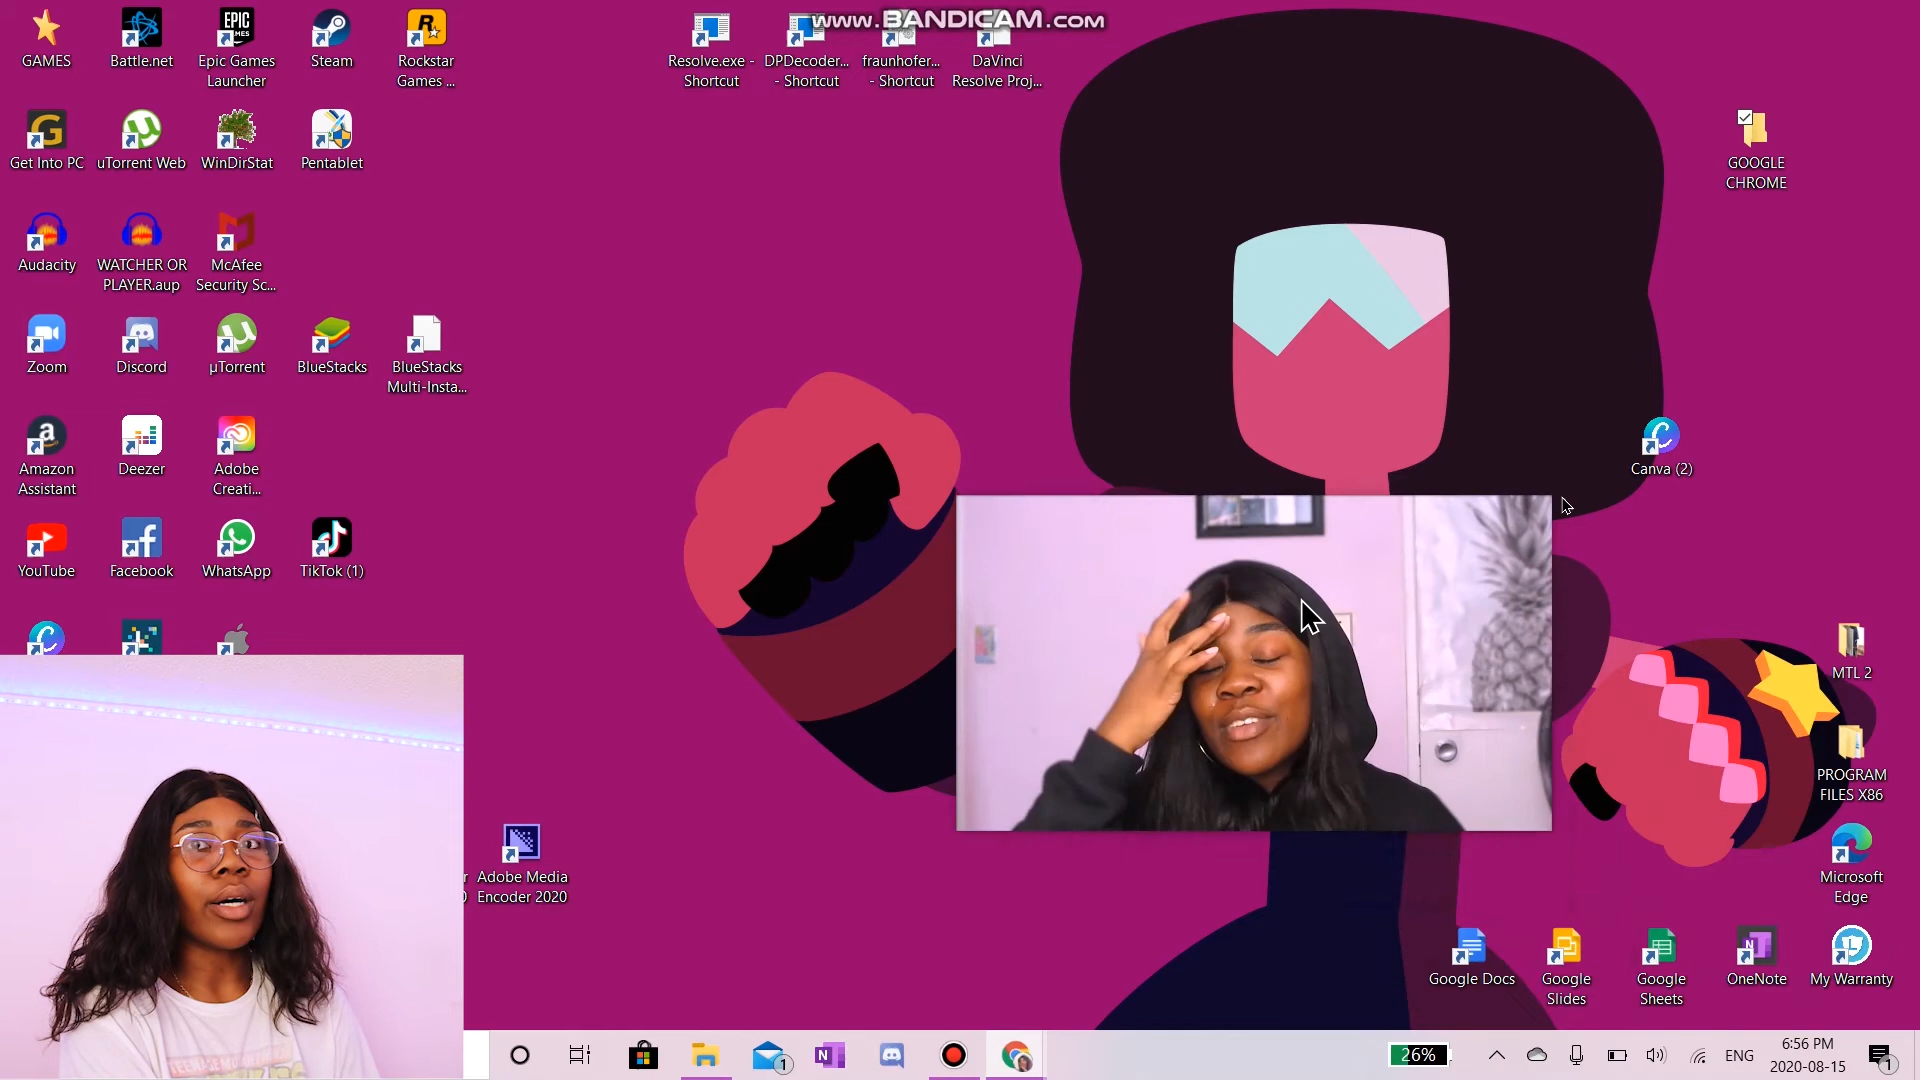 www.BANDICAM.com
GAMES
Battle.net
Epic Games
Launcher
EPIC
GAMES
Steam
Rockstar
Games ...
Resolve.exe -
Shortcut
DPDecoder...
- Shortcut
fraunhofer...
- Shortcut
DaVinci
Resolve Proj...
Get Into PC
uTorrent Web
WinDirStat
Pentablet
GOOGLE
CHROME
Audacity
WATCHER OR
PLAYER.aup
McAfee
Security Sc...
Zoom
Discord
µTorrent
BlueStacks
BlueStacks
Multi-Insta...
Amazon
Assistant
Deezer
Adobe
Creati...
Canva (2)
YouTube
Facebook
WhatsApp
TikTok (1)
MTL 2
PROGRAM
FILES X86
Adobe Media
Encoder 2020
Microsoft
Edge
Google Docs
Google
Slides
Google
Sheets
OneNote
My Warranty
1
26%
ENG
6:56 PM
2020-08-15
1